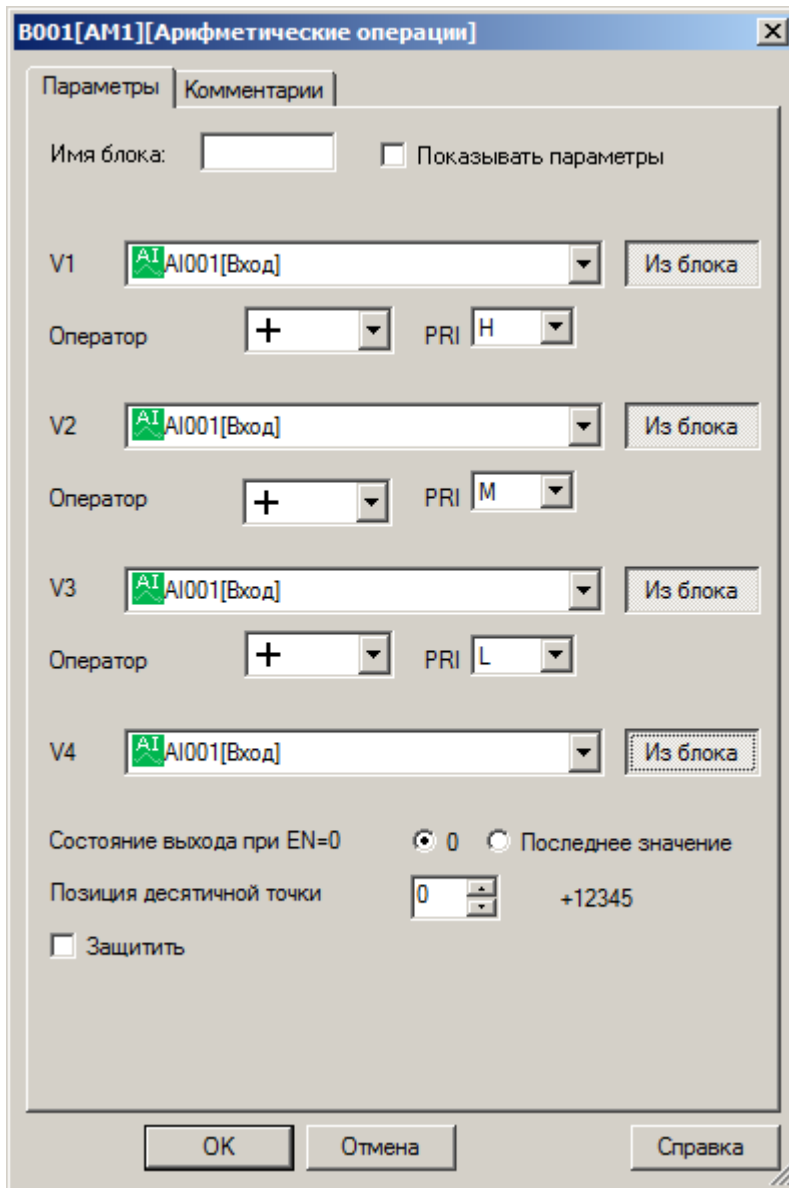 B001[AM1][Арифметические операции]
Параметры Комментарии
Имя блока: Показывать параметры
V1 AI AI001[Вход] Из блока
Оператор + PRI H
V2 AI AI001[Вход] Из блока
Оператор + PRI M
V3 AI AI001[Вход] Из блока
Оператор + PRI L
V4 AI AI001[Вход] Из блока
Состояние выхода при EN=0 0 Последнее значение
Позиция десятичной точки 0 +12345
Защитить
OK Отмена Справка